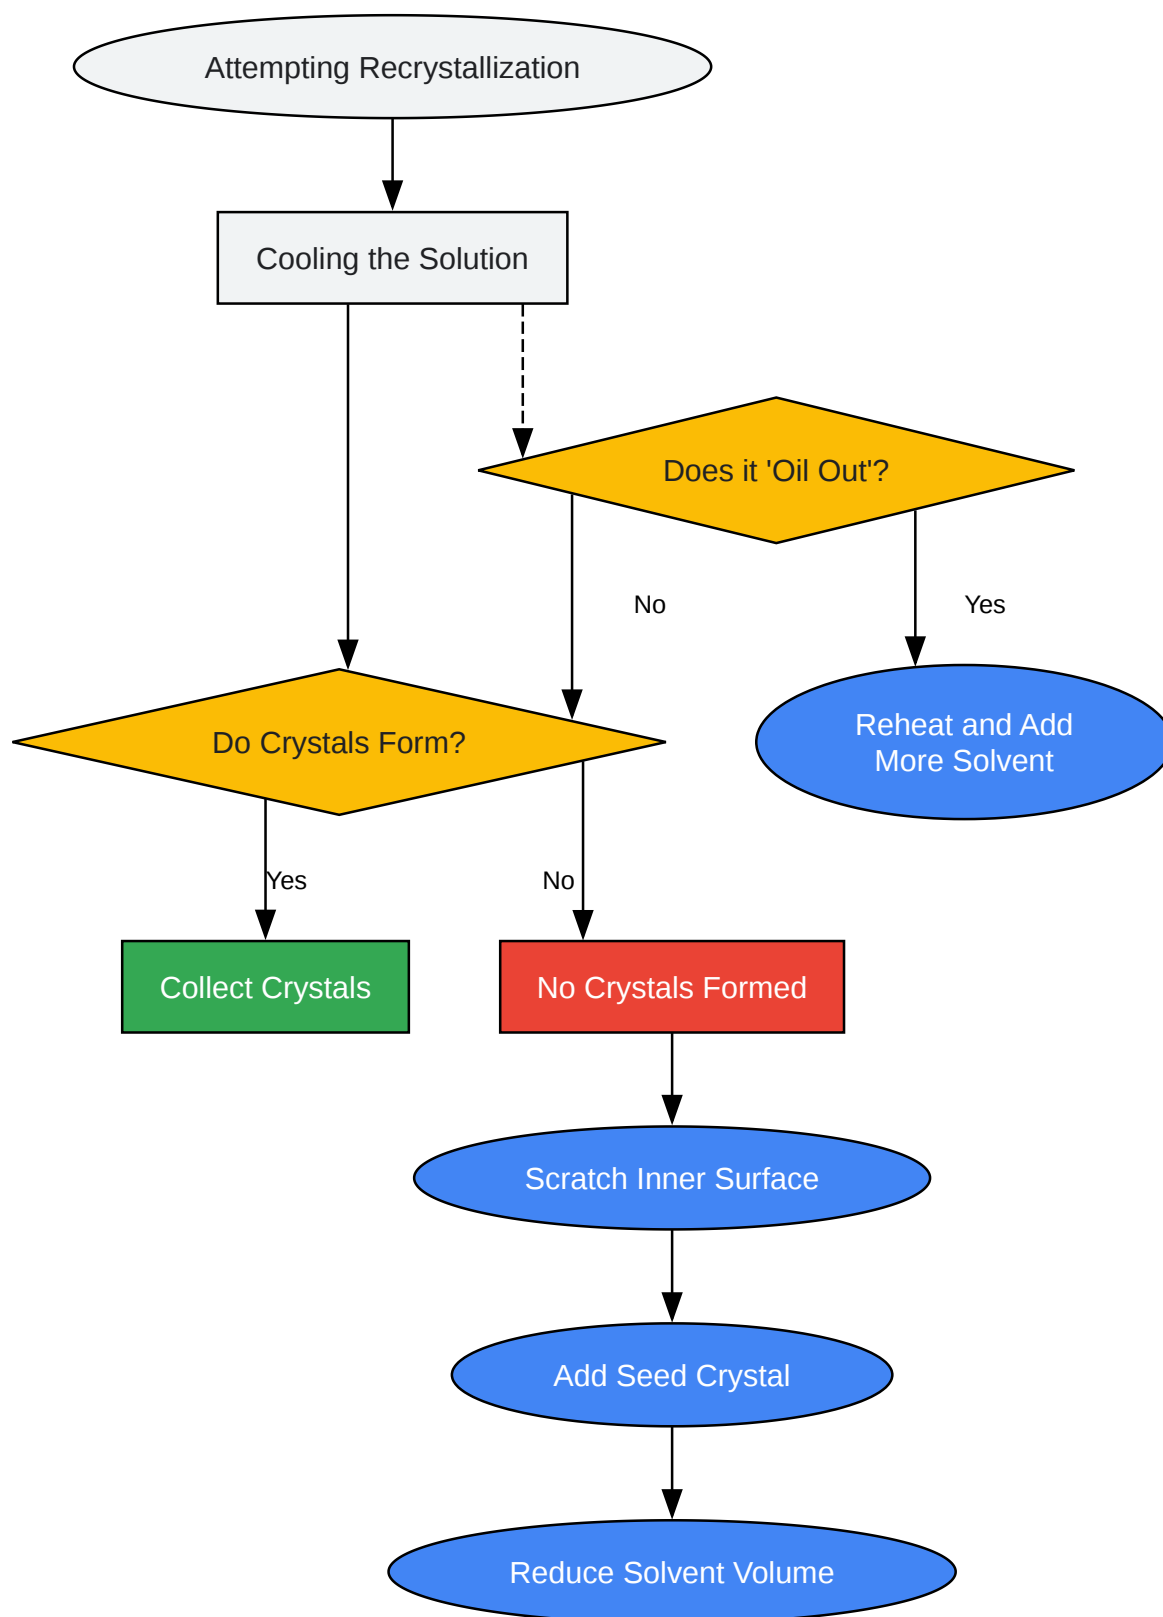 Attempting Recrystallization
Cooling the Solution
Does it 'Oil Out'?
No
Yes
Do Crystals Form?
Reheat and Add
More Solvent
Yes
No
Collect Crystals
No Crystals Formed
Scratch Inner Surface
Add Seed Crystal
Reduce Solvent Volume